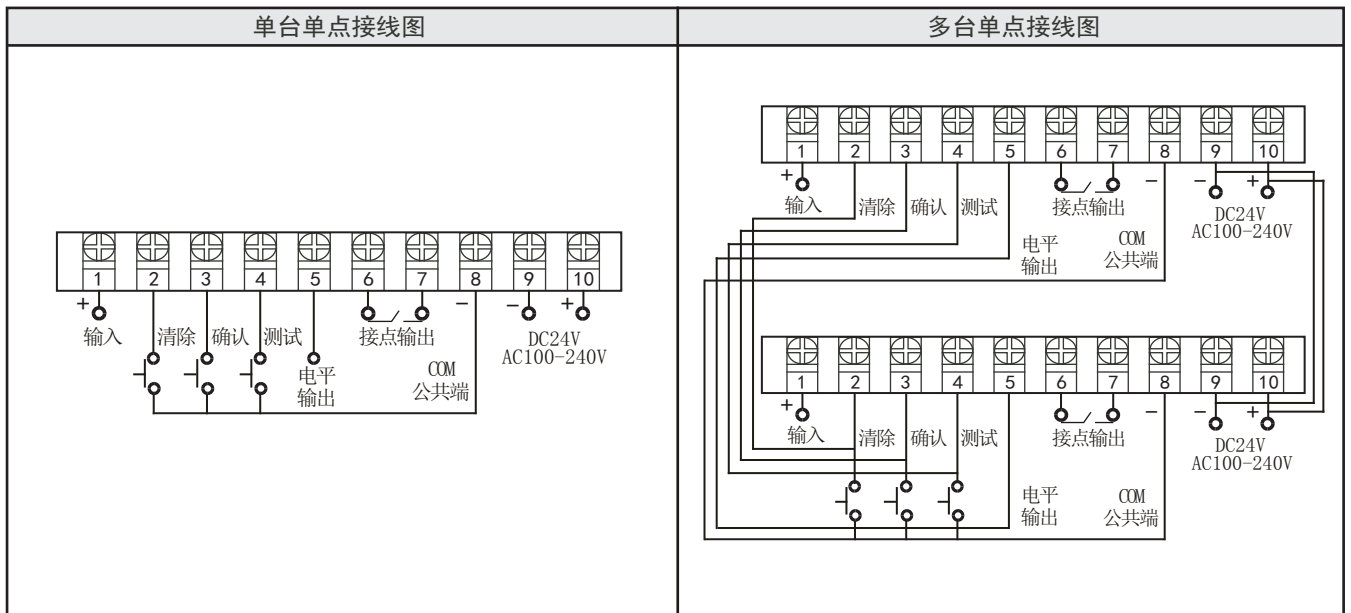 单台单点接线图
1 2 3 4 5 6 7 8 9 10
+ − − +
输入 清除 确认 测试 接点输出 DC24V
AC100-240V
电平
输出
COM
公共端
多台单点接线图
1 2 3 4 5 6 7 8 9 10
+ − − +
输入 清除 确认 测试 接点输出 DC24V
AC100-240V
电平
输出
COM
公共端
1 2 3 4 5 6 7 8 9 10
+ − − +
输入 清除 确认 测试 接点输出 DC24V
AC100-240V
电平
输出
COM
公共端